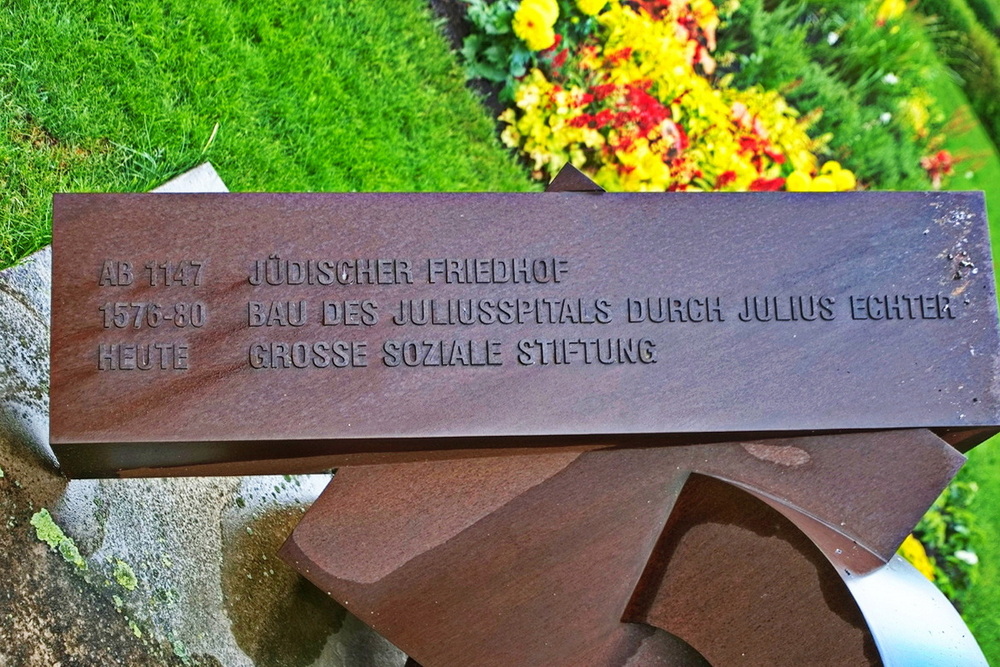 AB 1147 JÜDISCHER FRIEDHOF
1576-80 BAU DES JULIUSSPITALS DURCH JULIUS ECHTER
HEUTE GROSSE SOZIALE STIFTUNG